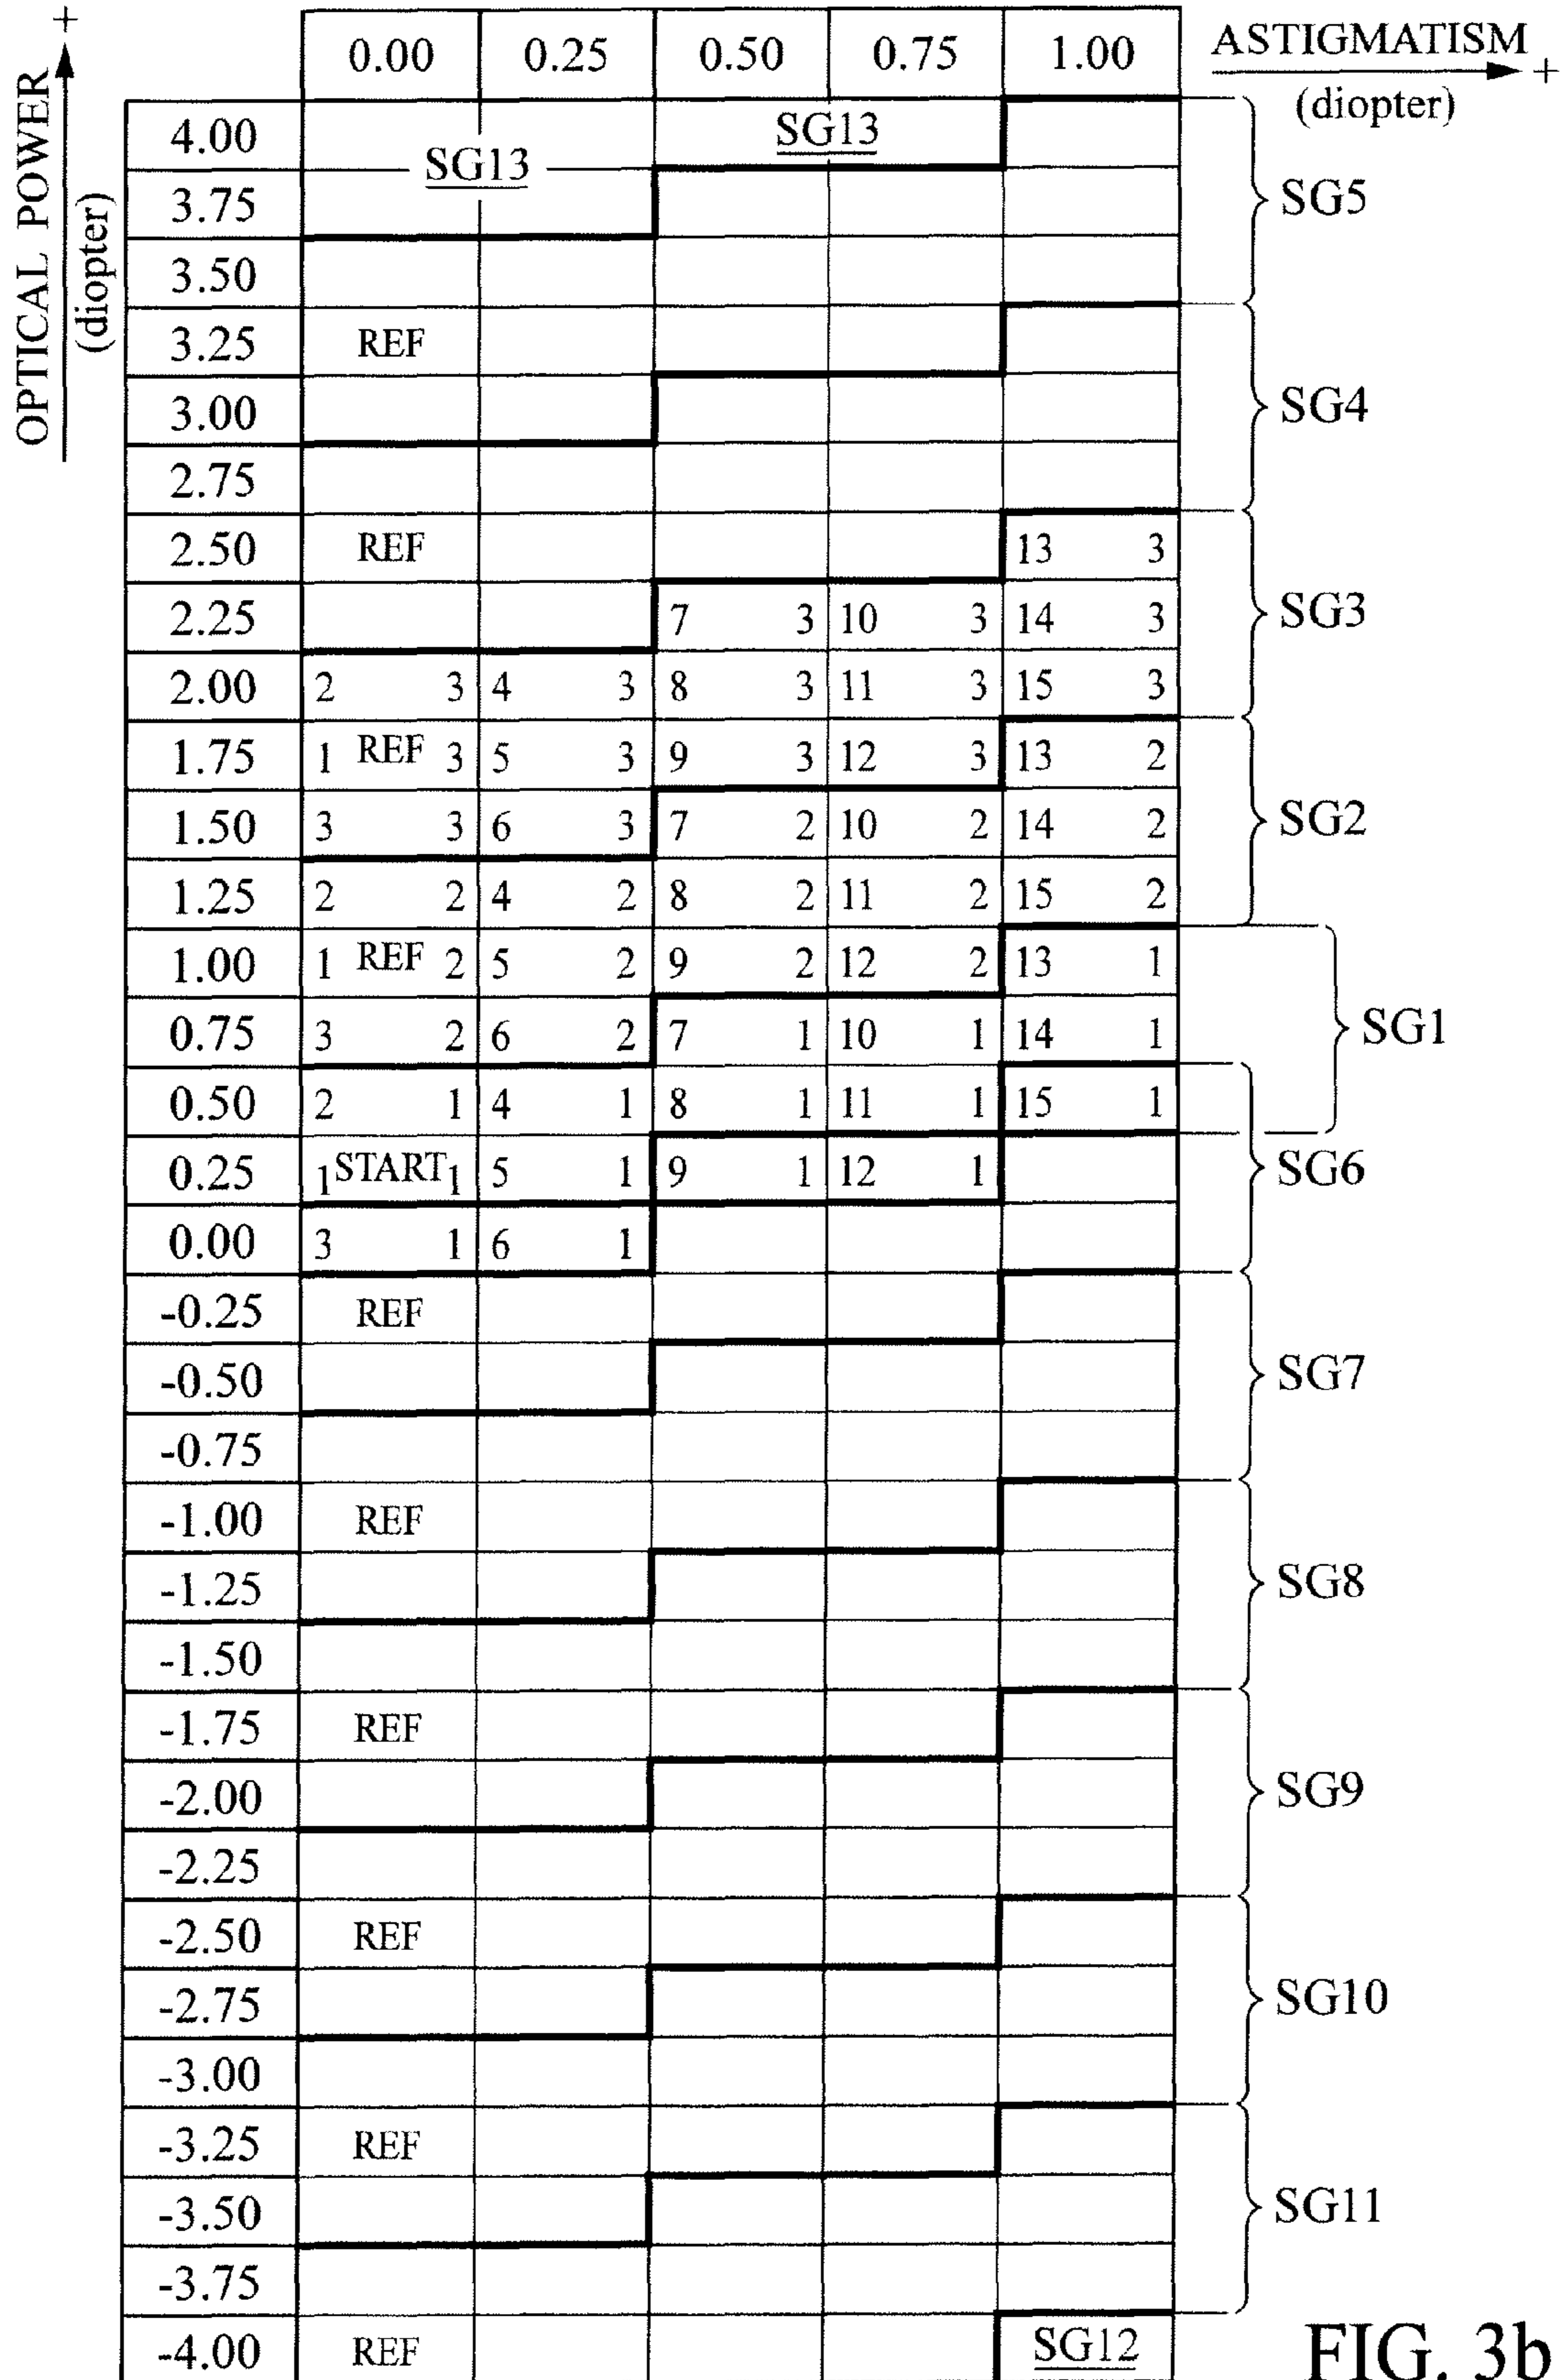 +
OPTICAL POWER
(diopter)
0.00 0.25 0.50 0.75 1.00
ASTIGMATISM
+
(diopter)
4.00 SG13 SG13
3.75
SG5
3.50
3.25 REF
3.00
SG4
2.75
2.50 REF 13 3
2.25 7 3 10 3 14 3
SG3
2.00 2 3 4 3 8 3 11 3 15 3
1.75 1 REF 3 5 3 9 3 12 3 13 2
1.50 3 3 6 3 7 2 10 2 14 2
SG2
1.25 2 2 4 2 8 2 11 2 15 2
1.00 1 REF 2 5 2 9 2 12 2 13 1
0.75 3 2 6 2 7 1 10 1 14 1
SG1
0.50 2 1 4 1 8 1 11 1 15 1
0.25 1 START 1 5 1 9 1 12 1
SG6
0.00 3 1 6 1
-0.25 REF
-0.50
SG7
-0.75
-1.00 REF
-1.25
SG8
-1.50
-1.75 REF
-2.00
SG9
-2.25
-2.50 REF
-2.75
SG10
-3.00
-3.25 REF
-3.50
SG11
-3.75
-4.00 REF SG12
FIG. 3b